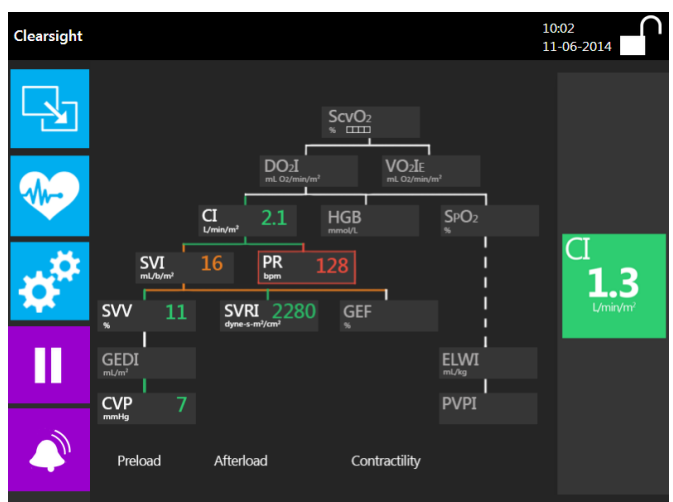 Clearsight
10:02
11-06-2014
ScvO₂
%
DO₂I
mL O₂/min/m²
VO₂IE
mL O₂/min/m²
CI 2.1
L/min/m²
HGB
mmol/L
SpO₂
%
CI
1.3
L/min/m²
SVI 16
mL/b/m²
PR 128
bpm
SVV 11
%
SVRI 2280
dyne-s-m²/cm⁵
GEF
%
GEDI
mL/m²
ELWI
mL/kg
CVP 7
mmHg
PVPI
Preload Afterload Contractility